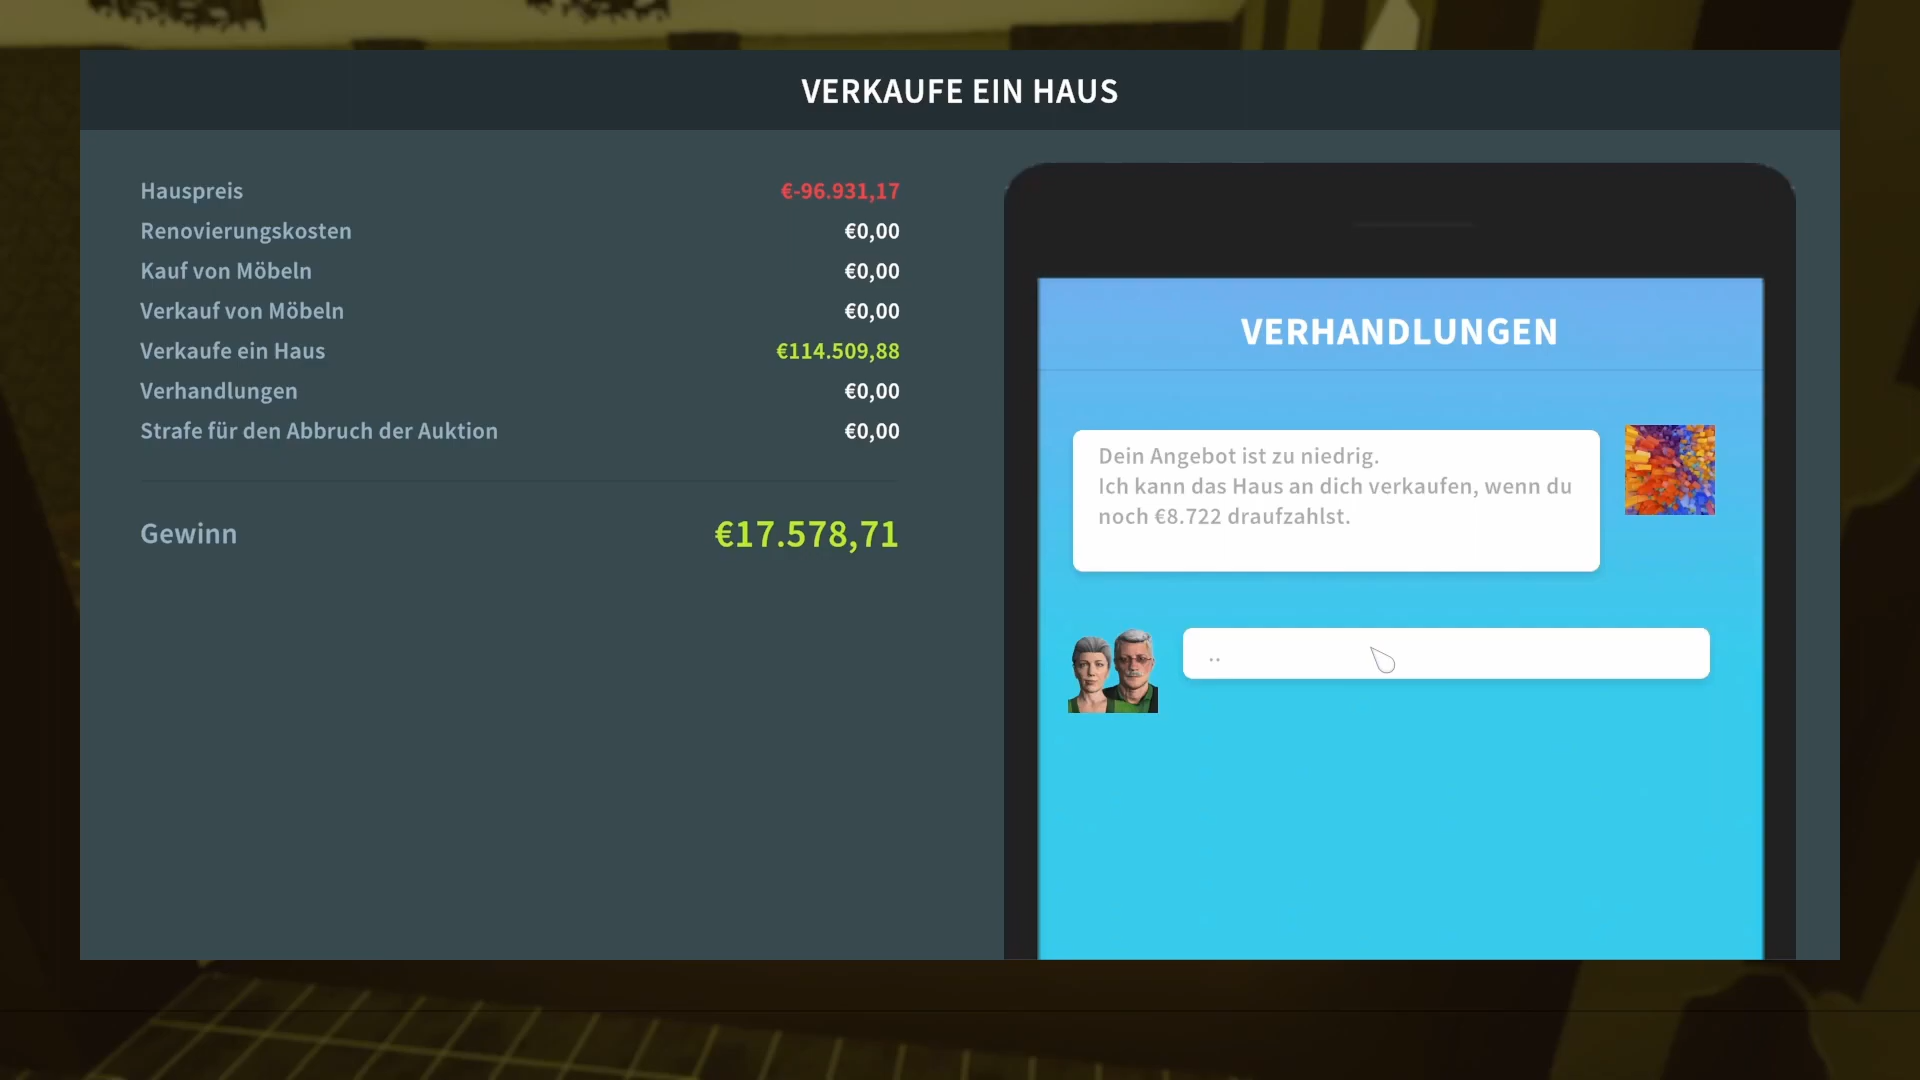 VERKAUFE EIN HAUS
Hauspreis €-96.931,17
Renovierungskosten €0,00
Kauf von Möbeln €0,00
Verkauf von Möbeln €0,00
Verkaufe ein Haus €114.509,88
Verhandlungen €0,00
Strafe für den Abbruch der Auktion €0,00
Gewinn €17.578,71
VERHANDLUNGEN
Dein Angebot ist zu niedrig.
Ich kann das Haus an dich verkaufen, wenn du
noch €8.722 draufzahlst.
..